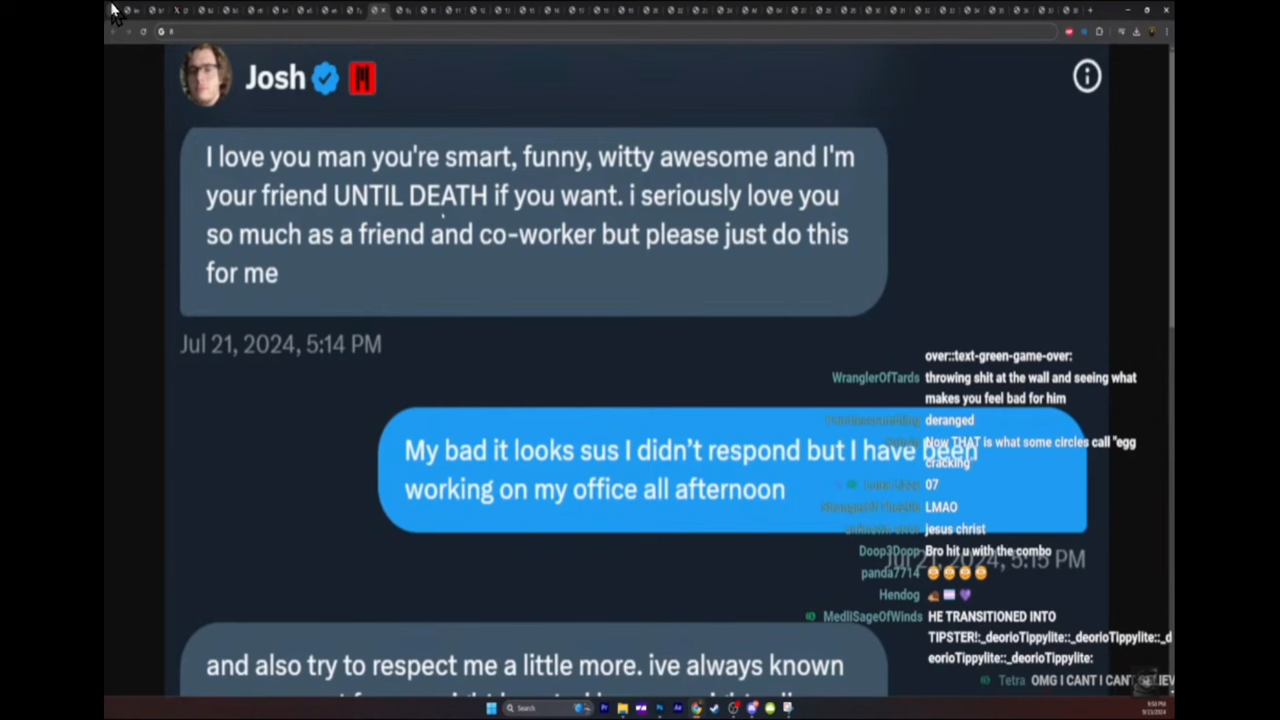 Josh
I love you man you're smart, funny, witty awesome and I'm
your friend UNTIL DEATH if you want. i seriously love you
so much as a friend and co-worker but please just do this
for me
Jul 21, 2024, 5:14 PM
My bad it looks sus I didn’t respond but I have been
working on my office all afternoon
Jul 21, 2024, 5:15 PM
and also try to respect me a little more. ive always known
over::text-green-game-over:
WranglerOfTards throwing shit at the wall and seeing what
makes you feel bad for him
deranged
Now THAT is what some circles call "egg
cracking"
07
LMAO
jesus christ
Doop3Doop Bro hit u with the combo
panda7714
Hendog
MedliSageOfWinds HE TRANSITIONED INTO
TIPSTER!:_deorioTippylite::_deorioTippylite::_d
eorioTippylite::_deorioTippylite:
Tetra OMG I CANT I CANT
Search